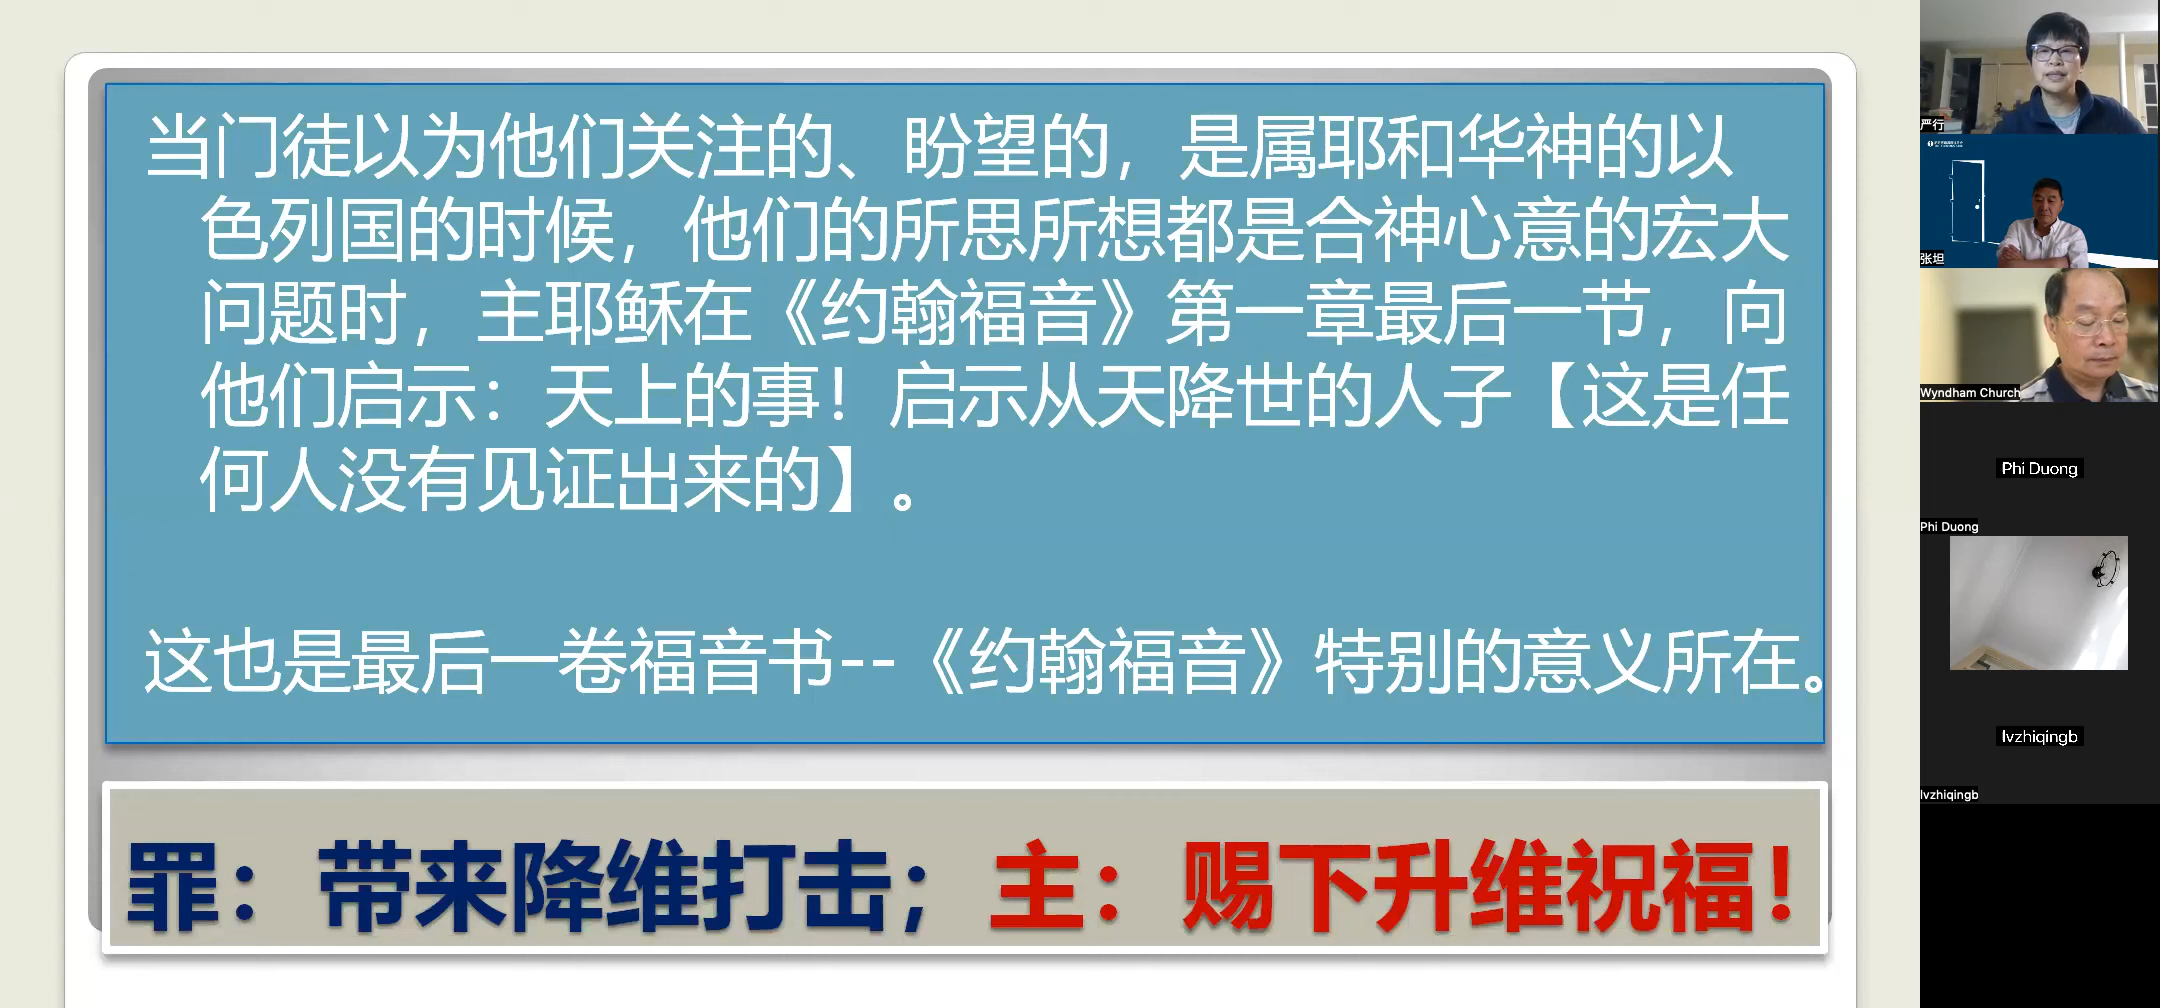 当门徒以为他们关注的、盼望的，是属耶和华神的以
色列国的时候，他们的所思所想都是合神心意的宏大
问题时，主耶稣在《约翰福音》第一章最后一节，向
他们启示：天上的事！启示从天降世的人子【这是任
何人没有见证出来的】。
这也是最后一卷福音书--《约翰福音》特别的意义所在。
罪：带来降维打击；主：赐下升维祝福！
严行
张坦
Wyndham Church
Phi Duong
Phi Duong
lvzhiqingb
lvzhiqingb